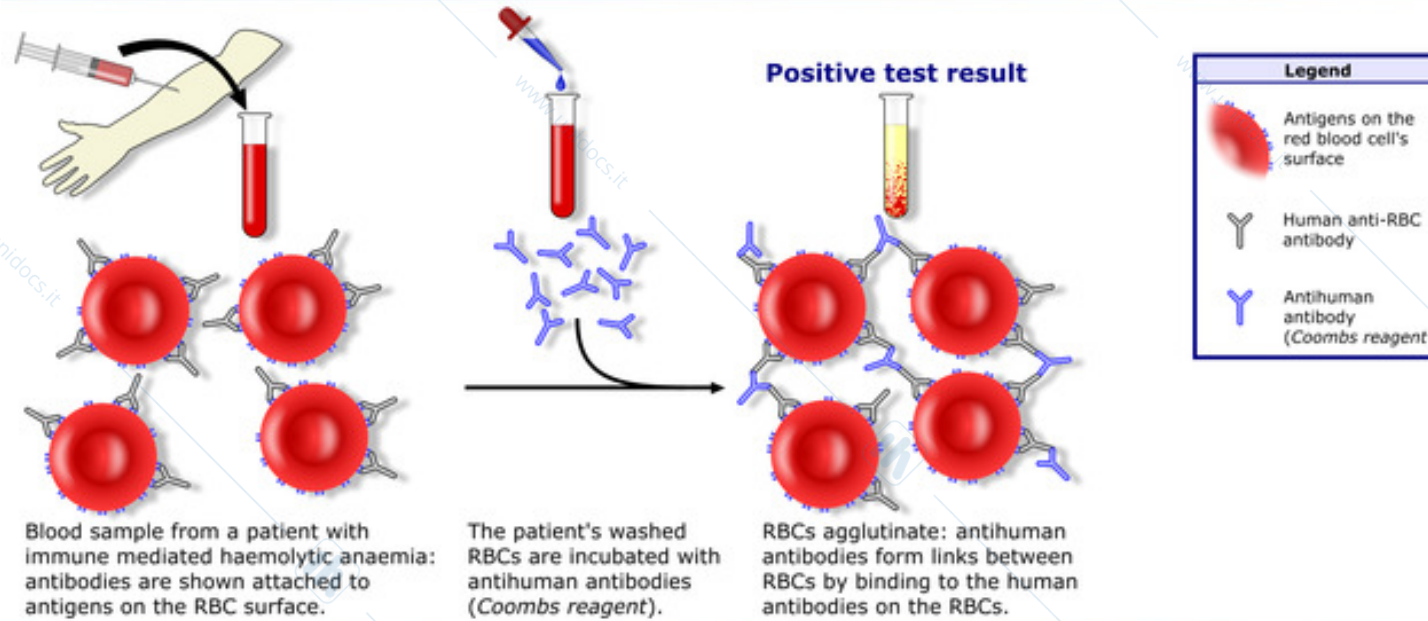 Positive test result
Legend
Antigens on the
red blood cell's
surface
Human anti-RBC
antibody
Antihuman
antibody
(Coombs reagent
Blood sample from a patient with
immune mediated haemolytic anaemia:
antibodies are shown attached to
antigens on the RBC surface.
The patient's washed
RBCs are incubated with
antihuman antibodies
(Coombs reagent).
RBCs agglutinate: antihuman
antibodies form links between
RBCs by binding to the human
antibodies on the RBCs.